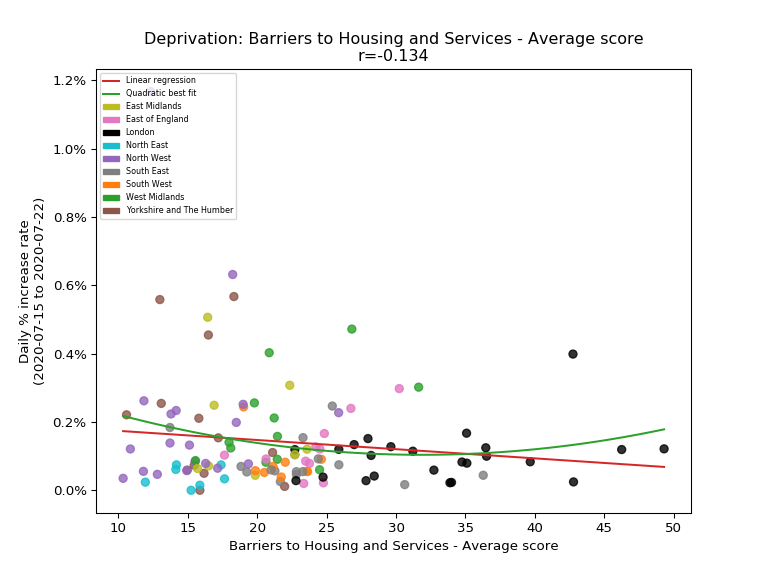 Deprivation: Barriers to Housing and Services - Average score
r=-0.134
1.2%
1.0%
0.8%
0.6%
0.4%
0.2%
0.0%
Daily % increase rate
(2020-07-15 to 2020-07-22)
Linear regression
Quadratic best fit
East Midlands
East of England
London
North East
North West
South East
South West
West Midlands
Yorkshire and The Humber
10 15 20 25 30 35 40 45 50
Barriers to Housing and Services - Average score